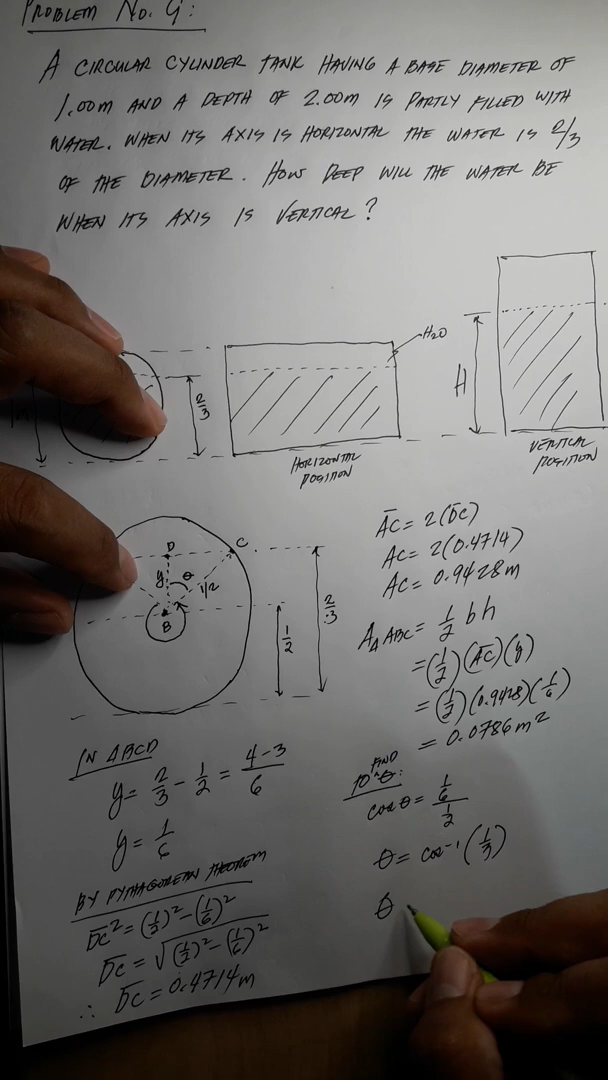 PROBLEM NO. 4:
A CIRCULAR CYLINDER TANK HAVING A BASE DIAMETER OF
1.00m AND A DEPTH OF 2.00m IS PARTLY FILLED WITH
WATER. WHEN ITS AXIS IS HORIZONTAL THE WATER IS 2/3
OF THE DIAMETER. HOW DEEP WILL THE WATER BE
WHEN ITS AXIS IS VERTICAL?
H2O
2/3
H
HORIZONTAL
POSITION
VERTICAL
POSITION
D
C
y
θ
1/2
B
1/2
2/3
IN ΔBCD
y = 2/3 - 1/2 = (4-3)/6
y = 1/6
BY PYTHAGOREAN THEOREM
DC² = (1/2)² - (1/6)²
DC = √(1/2)² - (1/6)²
∴ DC = 0.4714m
AC = 2(DC)
AC = 2(0.4714)
AC = 0.9428m
AΔABC = 1/2 bh
= (1/2)(AC)(y)
= (1/2)(0.9428)(1/6)
= 0.0786m²
FIND
θ:
cos θ = (1/6)/(1/2)
θ = cos⁻¹(1/3)
θ